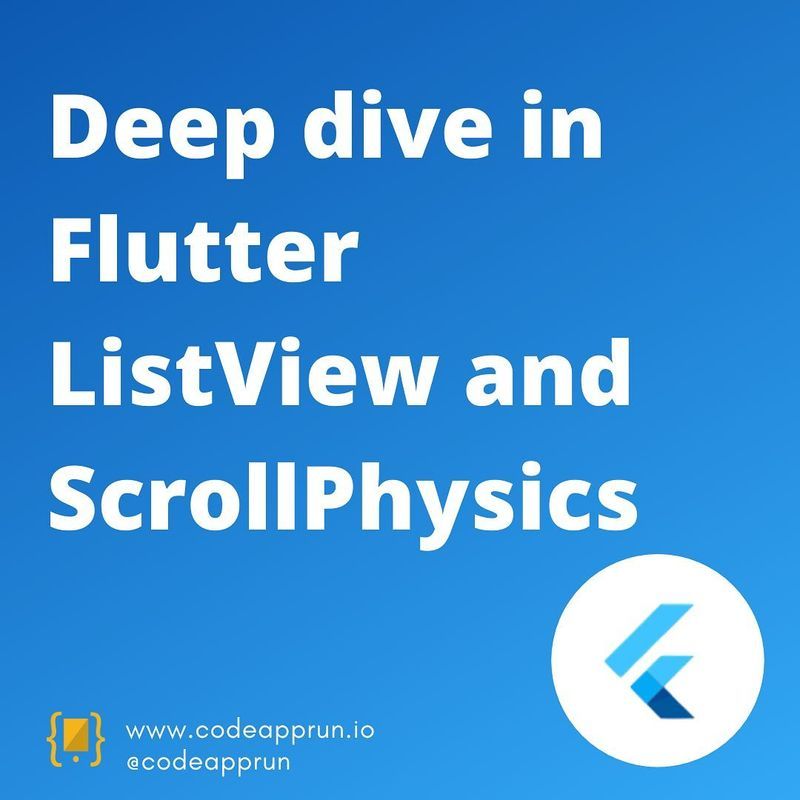 Deep dive in
Flutter
ListView and
ScrollPhysics
www.codeapprun.io
@codeapprun